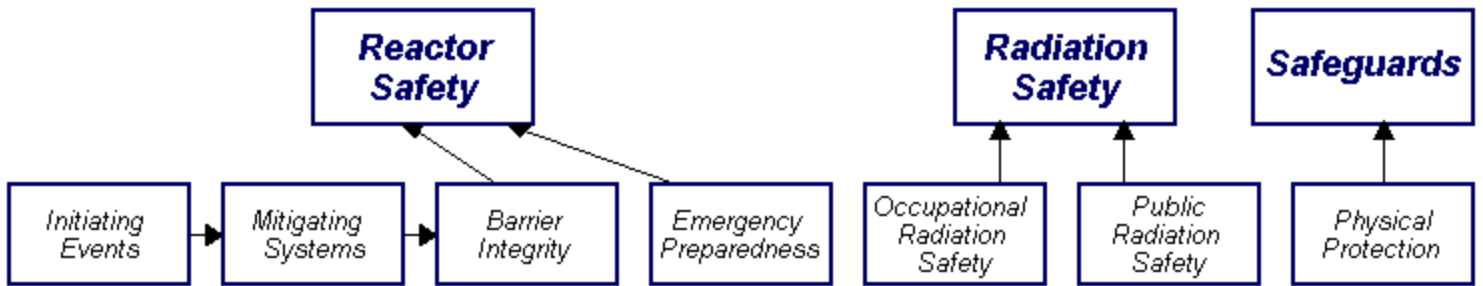 Reactor
Safety
Radiation
Safety
Safeguards
Initiating
Events
Mitigating
Systems
Barrier
Integrity
Emergency
Preparedness
Occupational
Radiation
Safety
Public
Radiation
Safety
Physical
Protection